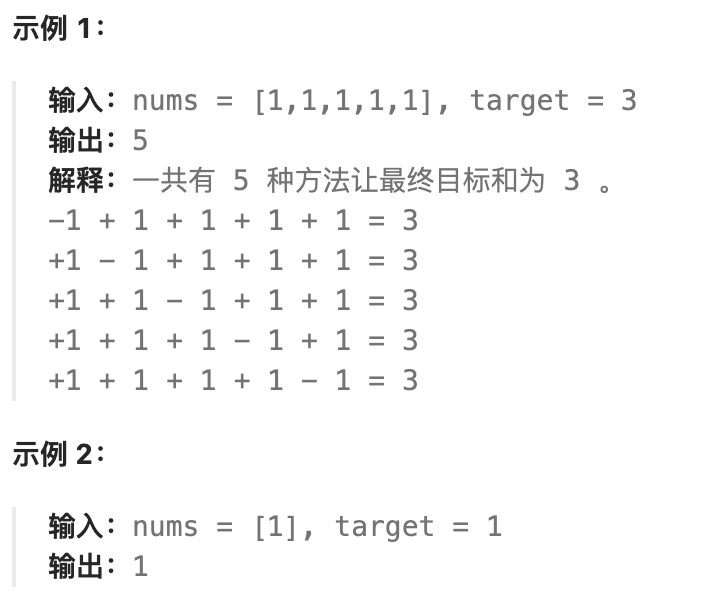 示例 1：
输入：nums = [1,1,1,1,1], target = 3
输出：5
解释：一共有 5 种方法让最终目标和为 3 。
-1 + 1 + 1 + 1 + 1 = 3
+1 - 1 + 1 + 1 + 1 = 3
+1 + 1 - 1 + 1 + 1 = 3
+1 + 1 + 1 - 1 + 1 = 3
+1 + 1 + 1 + 1 - 1 = 3
示例 2：
输入：nums = [1], target = 1
输出：1